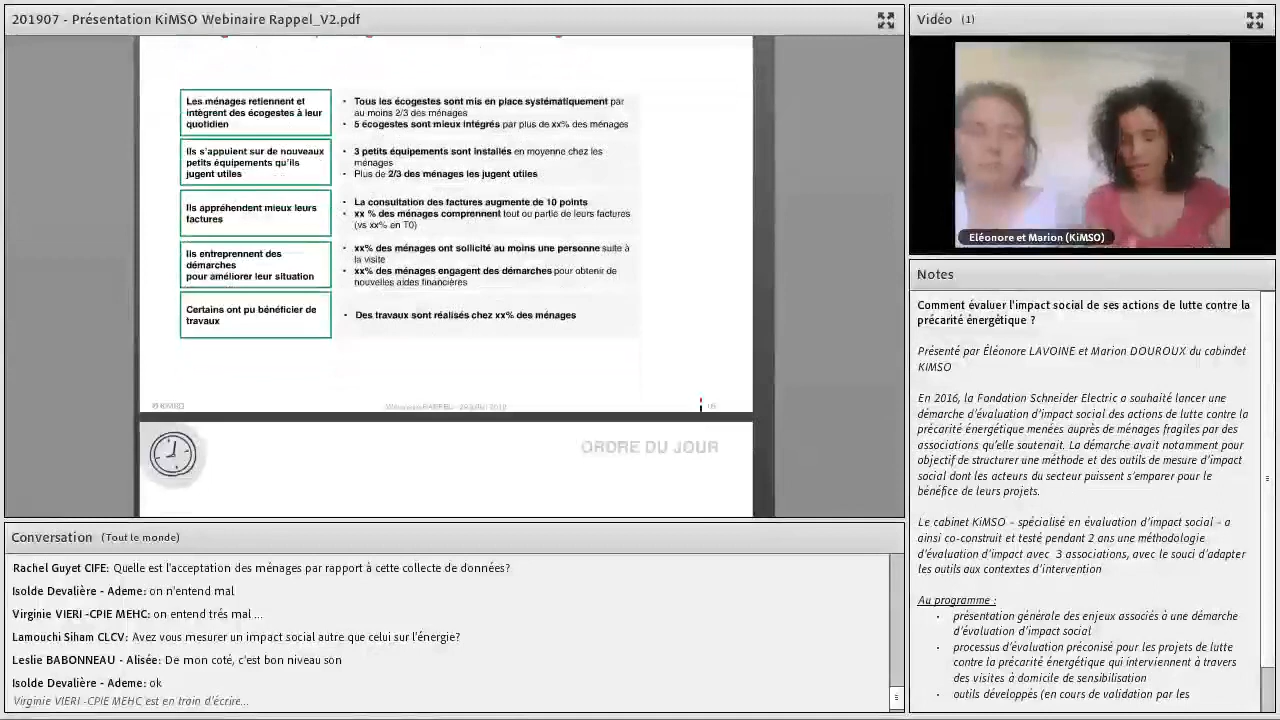 201907 - Présentation KiMSO Webinaire Rappel_V2.pdf
Les ménages retiennent et
intègrent des écogestes à leur
quotidien
• Tous les écogestes sont mis en place systématiquement par
au moins 2/3 des ménages
• 5 écogestes sont mieux intégrés par plus de xx% des ménages
Ils s'appuient sur de nouveaux
petits équipements qu'ils
jugent utiles
• 3 petits équipements sont installés en moyenne chez les
ménages
• Plus de 2/3 des ménages les jugent utiles
Ils appréhendent mieux leurs
factures
• La consultation des factures augmente de 10 points
• xx % des ménages comprennent tout ou partie de leurs factures
(vs xx% en T0)
Ils entreprennent des
démarches
pour améliorer leur situation
• xx% des ménages ont sollicité au moins une personne suite à
la visite
• xx% des ménages engagent des démarches pour obtenir de
nouvelles aides financières
Certains ont pu bénéficier de
travaux
• Des travaux sont réalisés chez xx% des ménages
© KiMSO
ORDRE DU JOUR
Vidéo (1)
Eléonore et Marion (KiMSO)
Notes
Comment évaluer l'impact social de ses actions de lutte contre la
précarité énergétique ?
Présenté par Éléonore LAVOINE et Marion DOUROUX du cabindet
KIMSO
En 2016, la Fondation Schneider Electric a souhaité lancer une
démarche d'évaluation d'impact social des actions de lutte contre la
précarité énergétique menées auprès de ménages fragiles par des
associations qu'elle soutenait. La démarche avait notamment pour
objectif de structurer une méthode et des outils de mesure d'impact
social dont les acteurs du secteur puissent s'emparer pour le
bénéfice de leurs projets.
Le cabinet KiMSO – spécialisé en évaluation d'impact social – a
ainsi co-construit et testé pendant 2 ans une méthodologie
d'évaluation d'impact avec 3 associations, avec le souci d'adapter
les outils aux contextes d'intervention
Au programme :
• présentation générale des enjeux associés à une démarche
d'évaluation d'impact social
• processus d'évaluation préconisé pour les projets de lutte
contre la précarité énergétique qui interviennent à travers
des visites à domicile de sensibilisation
• outils développés (en cours de validation par les
Conversation (Tout le monde)
Rachel Guyet CIFE: Quelle est l'acceptation des ménages par rapport à cette collecte de données?
Isolde Devalière - Ademe: on n'entend mal
Virginie VIERI -CPIE MEHC: on entend trés mal ...
Lamouchi Siham CLCV: Avez vous mesurer un impact social autre que celui sur l'énergie?
Leslie BABONNEAU - Alisée: De mon coté, c'est bon niveau son
Isolde Devalière - Ademe: ok
Virginie VIERI -CPIE MEHC est en train d'écrire...